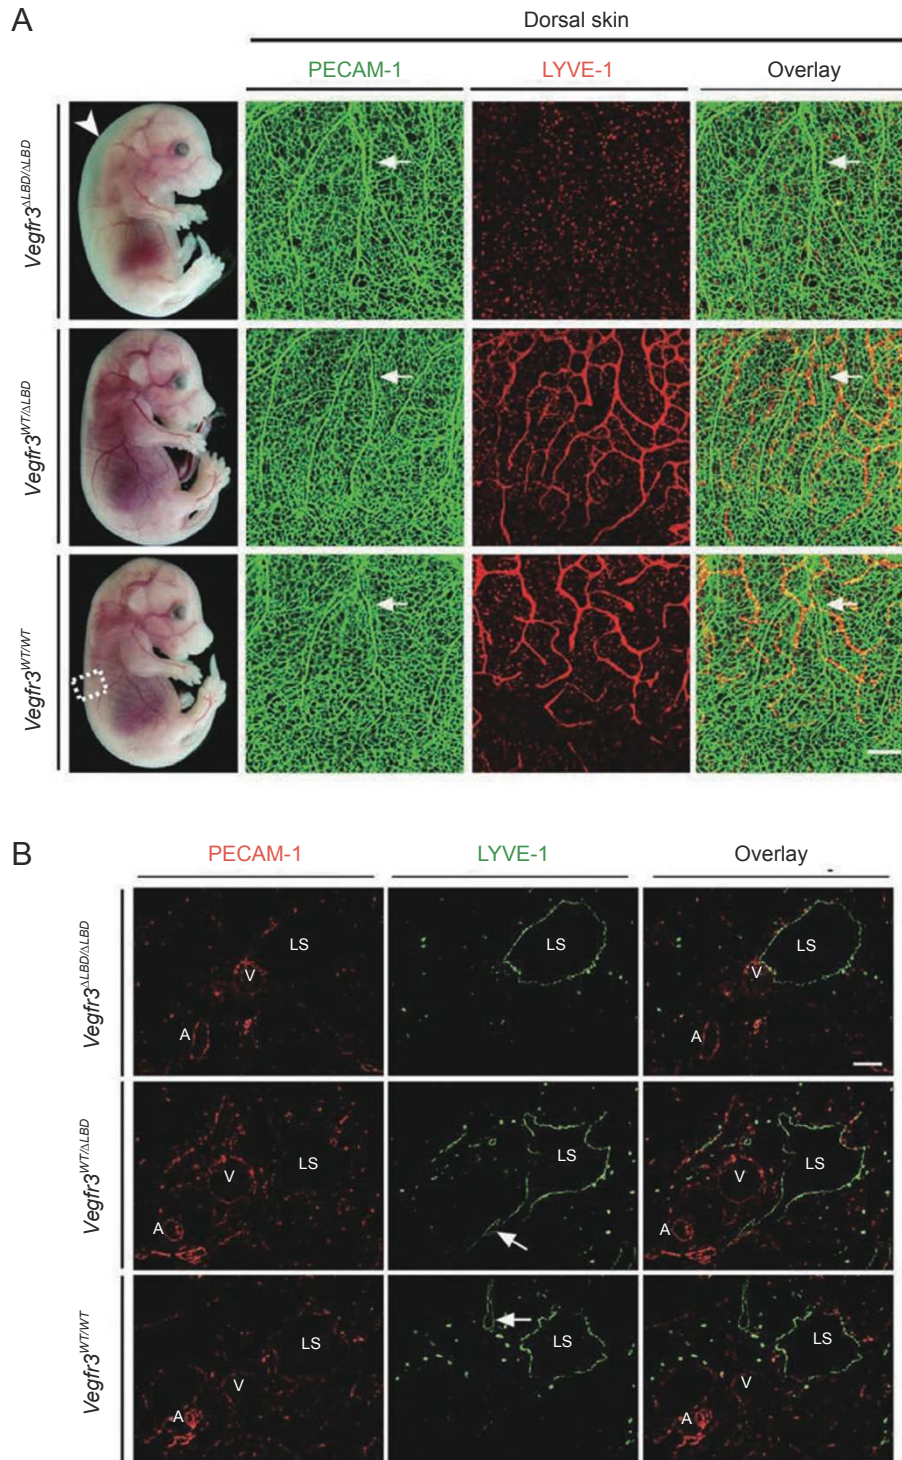 A
Dorsal skin
PECAM-1 LYVE-1 Overlay
Vegfr3ΔLBD/ΔLBD
Vegfr3WT/ΔLBD
Vegfr3WT/WT
B
PECAM-1 LYVE-1 Overlay
Vegfr3ΔLBD/ΔLBD
LS
V
A
LS
LS
V
A
Vegfr3WT/ΔLBD
LS
V
A
LS
LS
V
A
Vegfr3WT/WT
LS
V
A
LS
LS
V
A